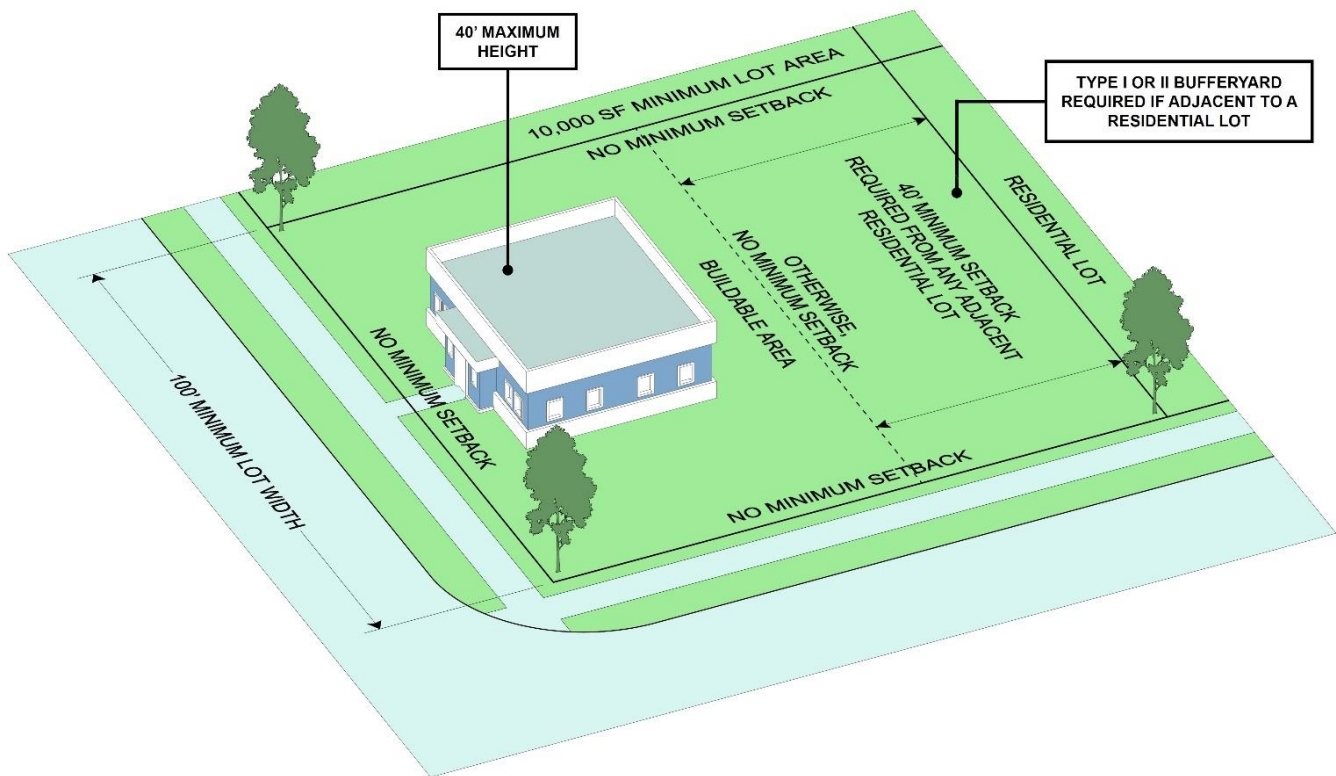 40' MAXIMUM
HEIGHT
TYPE I OR II BUFFERYARD
REQUIRED IF ADJACENT TO A
RESIDENTIAL LOT
10,000 SF MINIMUM LOT AREA
NO MINIMUM SETBACK
RESIDENTIAL LOT
40' MINIMUM SETBACK
REQUIRED FROM ANY ADJACENT
RESIDENTIAL LOT
OTHERWISE,
NO MINIMUM SETBACK
BUILDABLE AREA
NO MINIMUM SETBACK
100' MINIMUM LOT WIDTH
NO MINIMUM SETBACK